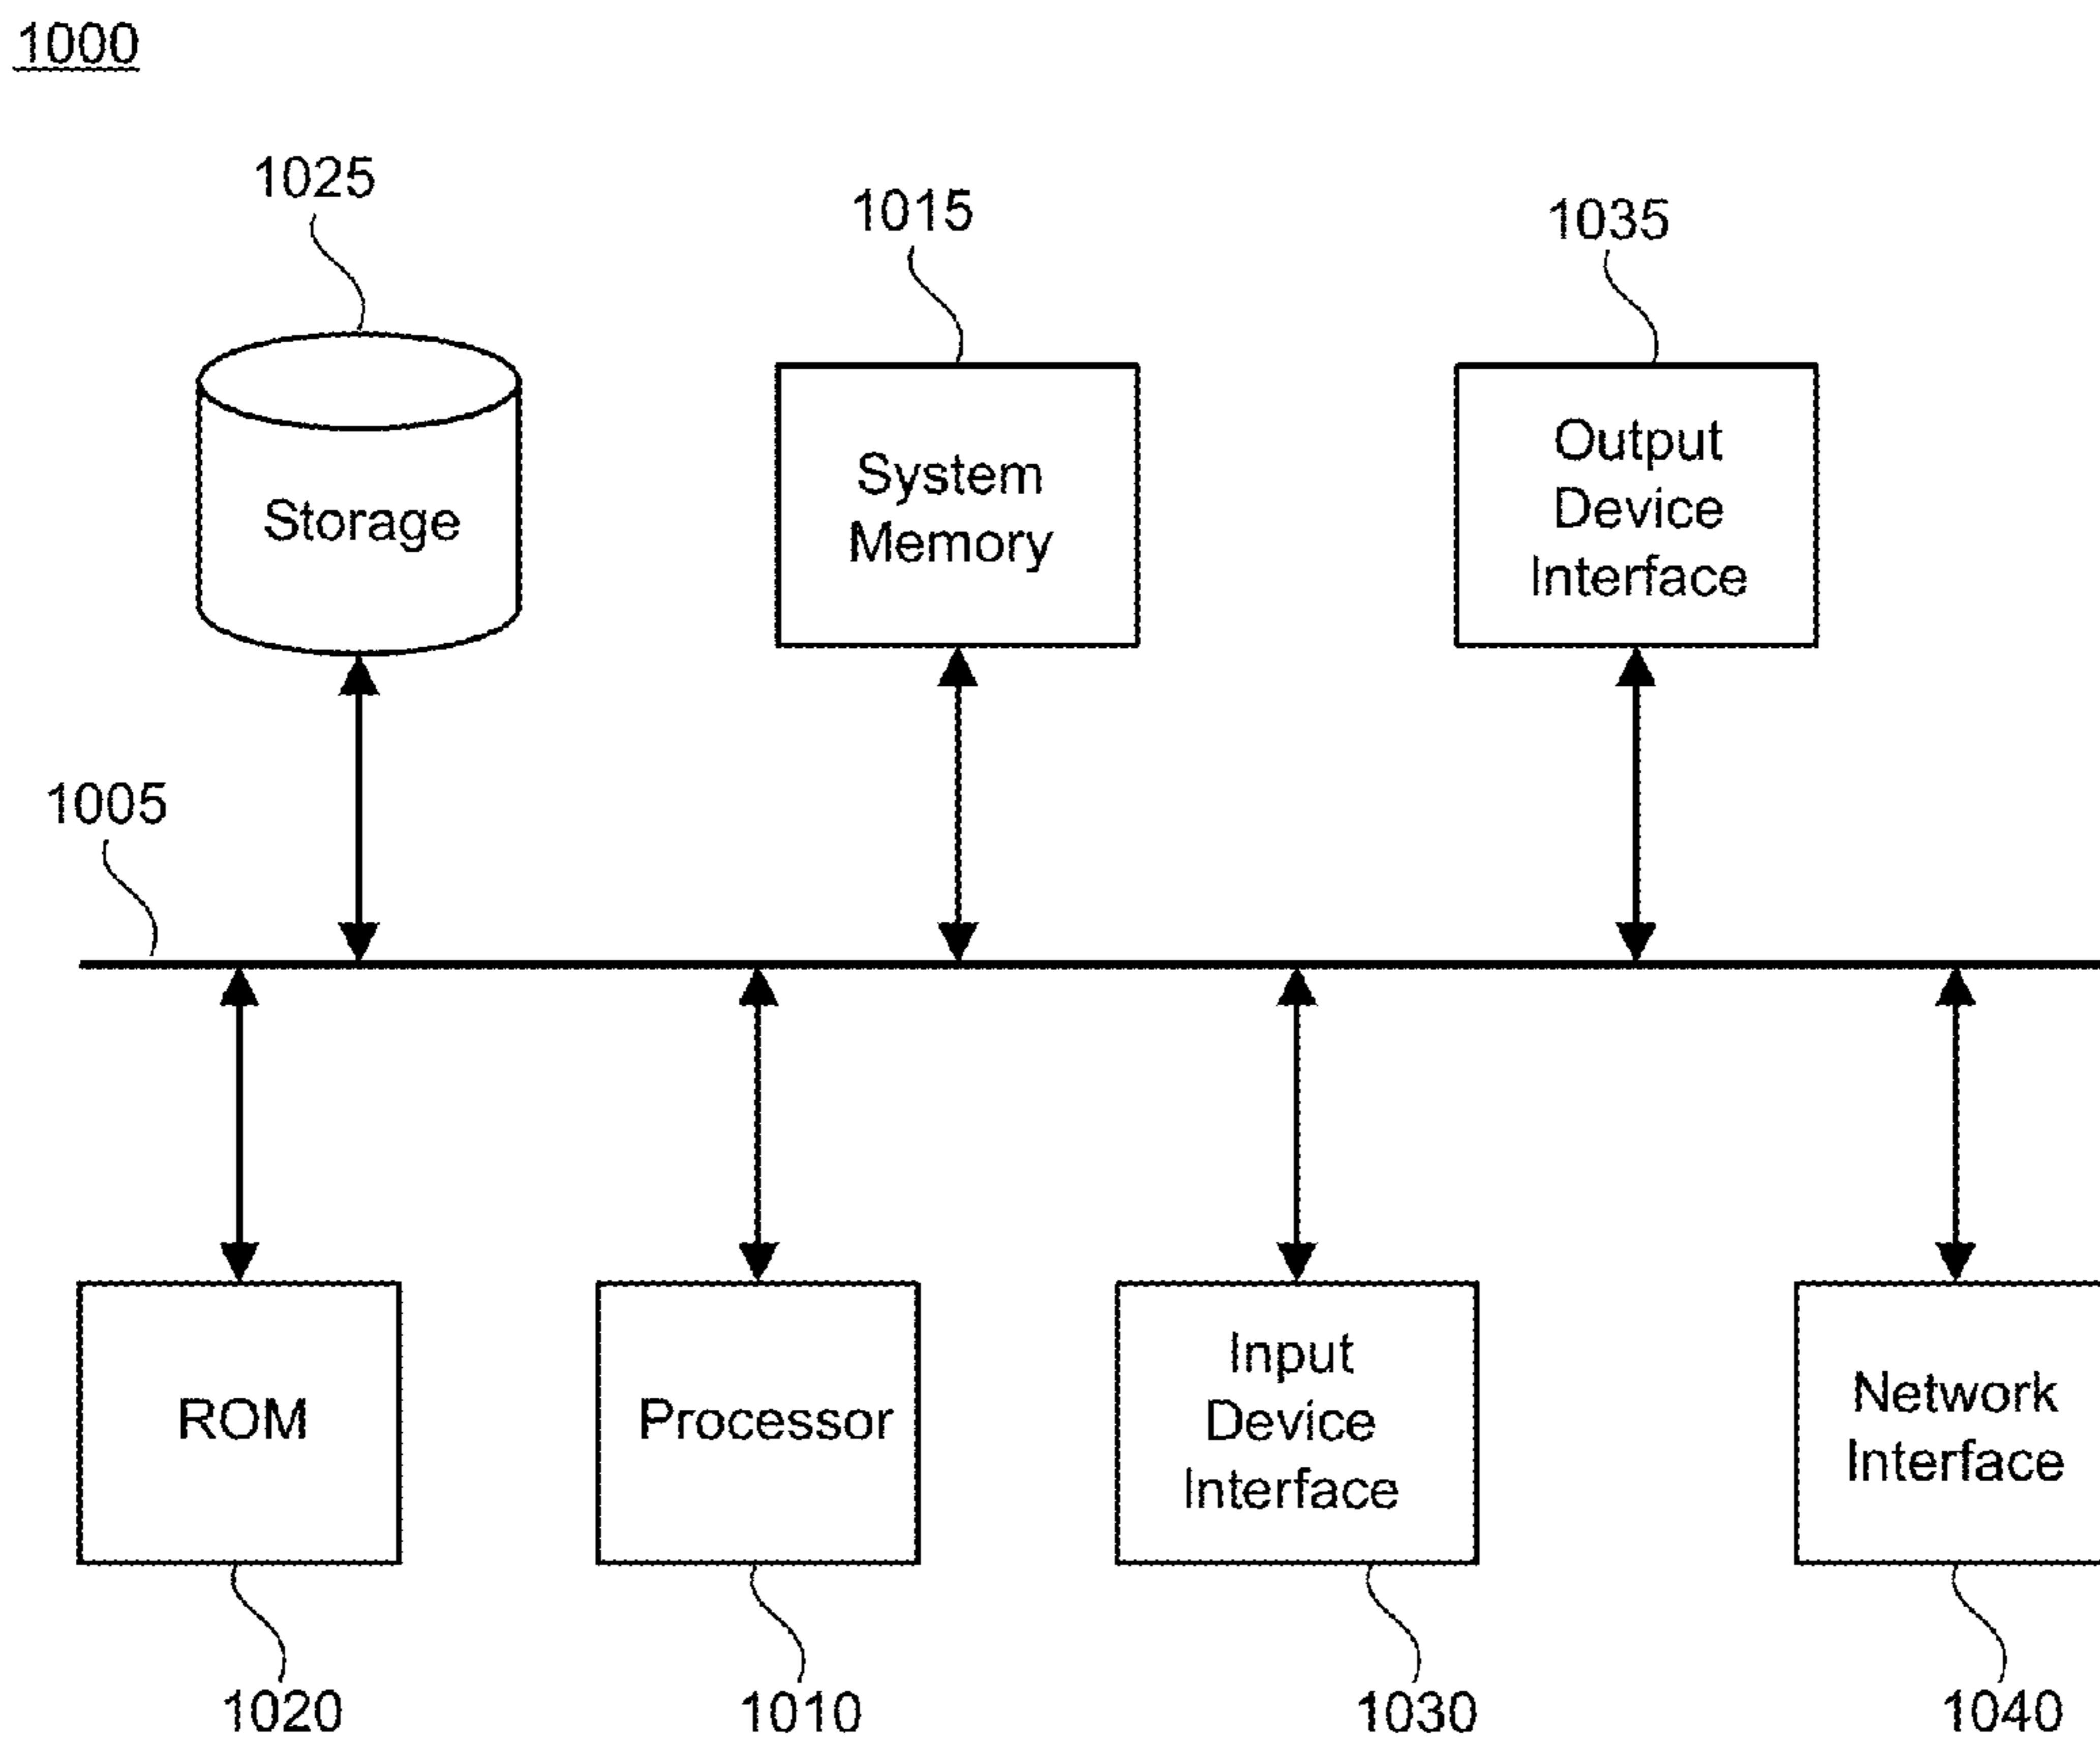 1000
1025
1015
1035
Storage
System
Memory
Output
Device
Interface
1005
ROM
Processor
Input
Device
Interface
Network
Interface
1020
1010
1030
1040